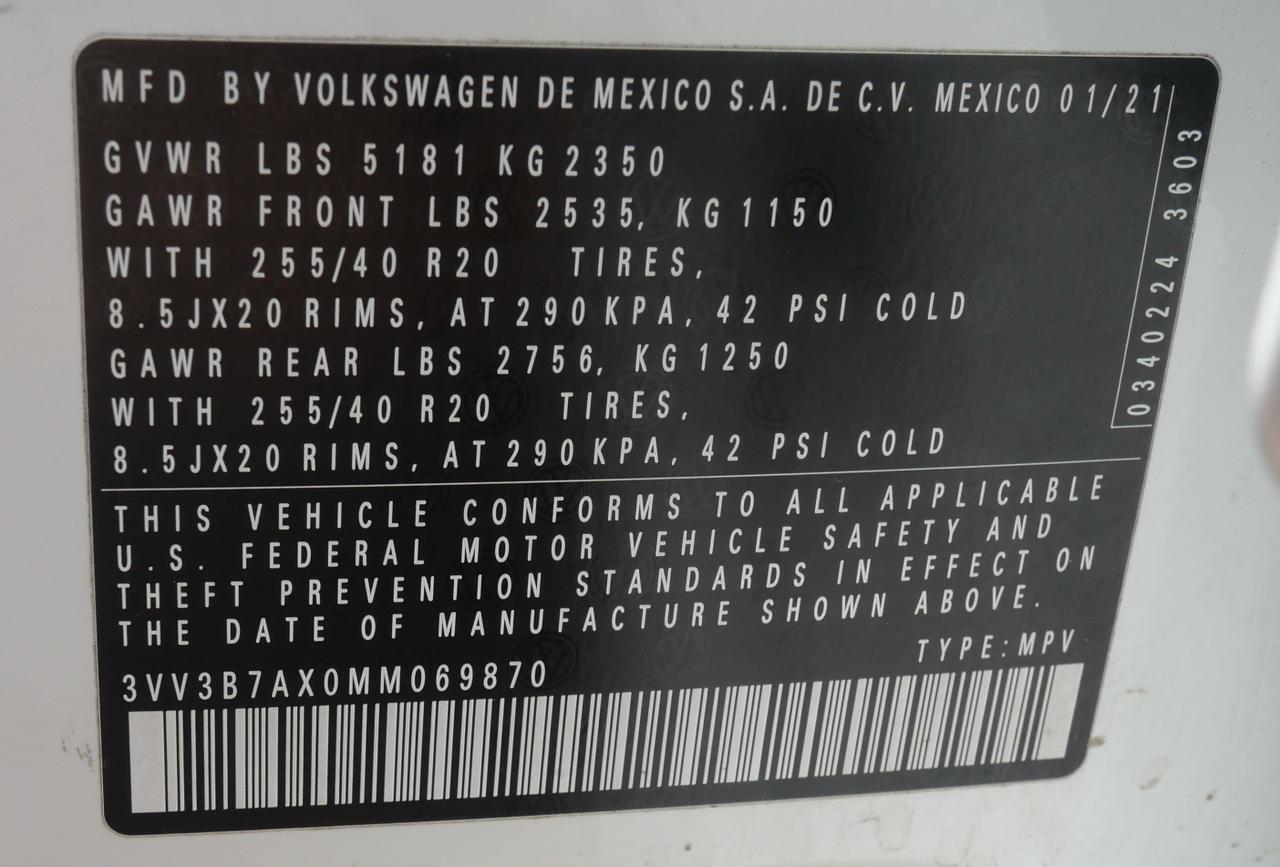 MFD BY VOLKSWAGEN DE MEXICO S.A. DE C.V. MEXICO 01/21
GVWR LBS 5181 KG 2350
GAWR FRONT LBS 2535, KG 1150
WITH 255/40 R20 TIRES,
8.5JX20 RIMS, AT 290 KPA, 42 PSI COLD
GAWR REAR LBS 2756, KG 1250
WITH 255/40 R20 TIRES,
8.5JX20 RIMS, AT 290 KPA, 42 PSI COLD
0340224 3603
THIS VEHICLE CONFORMS TO ALL APPLICABLE
U.S. FEDERAL MOTOR VEHICLE SAFETY AND
THEFT PREVENTION STANDARDS IN EFFECT ON
THE DATE OF MANUFACTURE SHOWN ABOVE.
TYPE: MPV
3VV3B7AX0MM069870